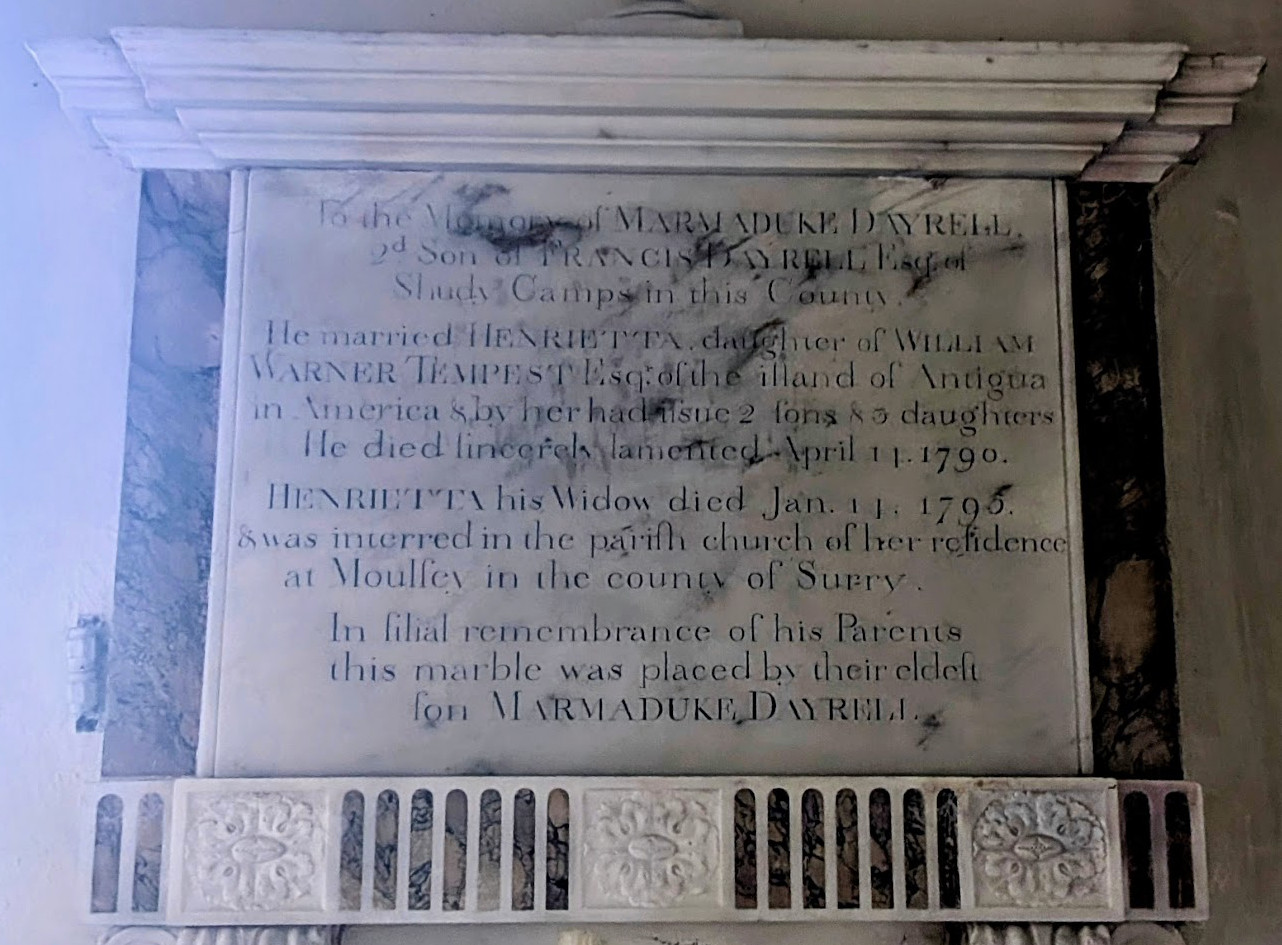 To the Memory of MARMADUKE DAYRELL,
2d Son of FRANCIS DAYRELL Esqr. of
Shudy Camps in this County.
He married HENRIETTA, daughter of WILLIAM
WARNER TEMPEST Esqr. of the iſland of Antigua
in America & by her had iſsue 2 ſons & 3 daughters
He died ſincerely lamented April 14. 1790.
HENRIETTA his Widow died Jan. 14. 1795.
& was interred in the pariſh church of her reſidence
at Moulſey in the county of Surry.
In filial remembrance of his Parents
this marble was placed by their eldeſt
ſon MARMADUKE DAYRELL.